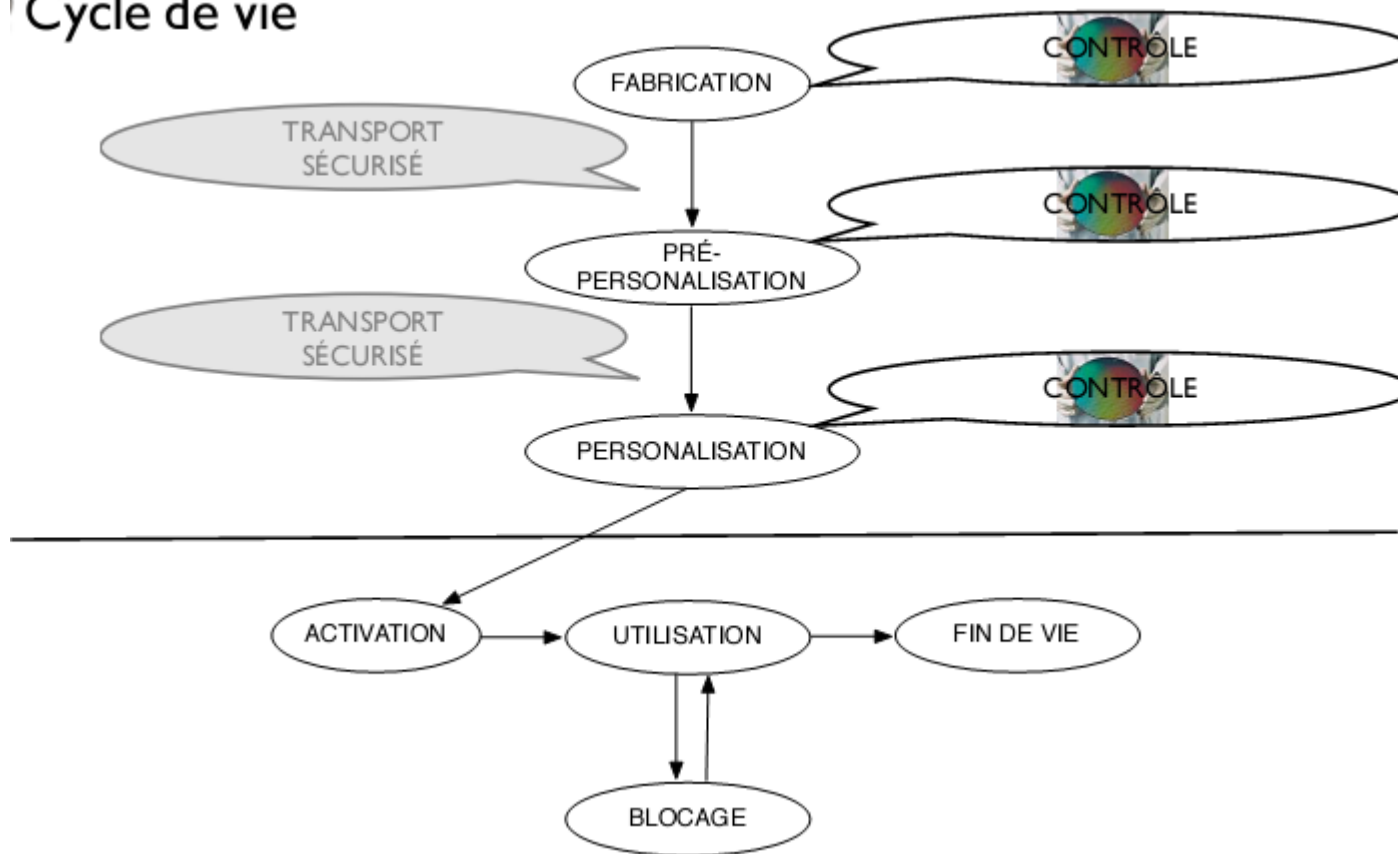 Cycle de vie
CONTRÔLE
FABRICATION
TRANSPORT
SÉCURISÉ
CONTRÔLE
PRÉ-
PERSONALISATION
TRANSPORT
SÉCURISÉ
CONTRÔLE
PERSONALISATION
ACTIVATION
UTILISATION
FIN DE VIE
BLOCAGE